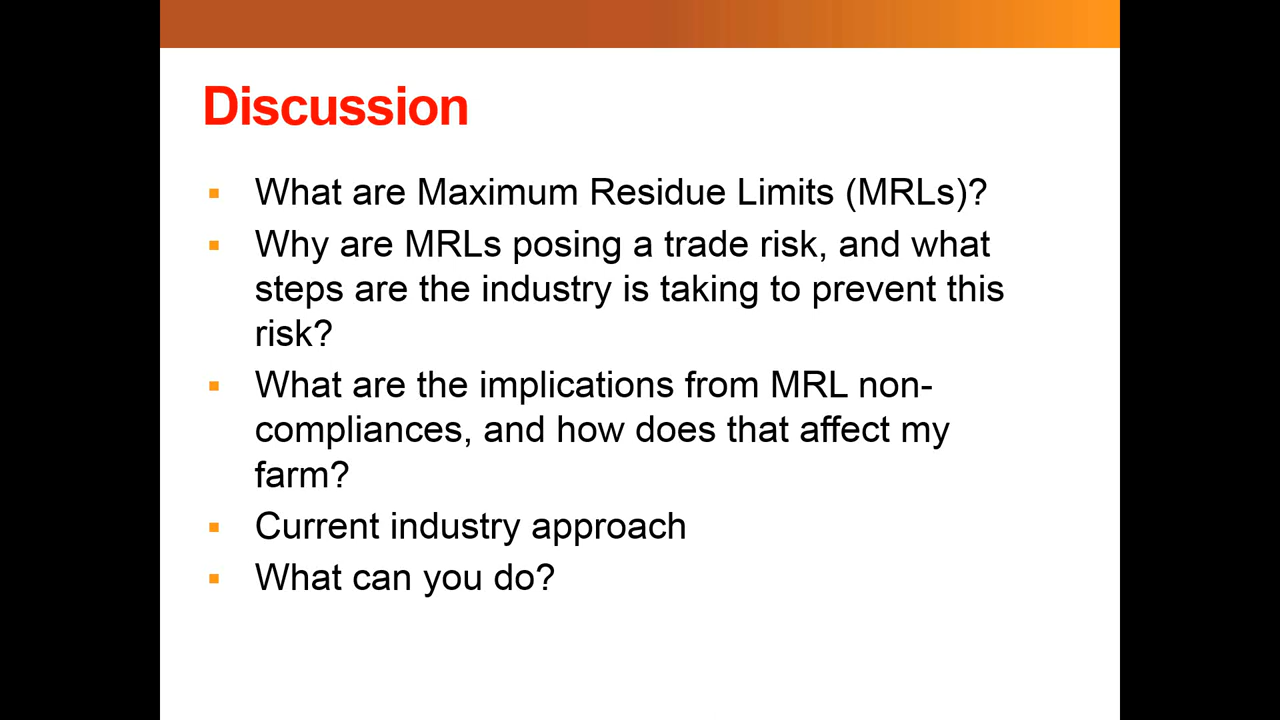 Discussion
▪ What are Maximum Residue Limits (MRLs)?
▪ Why are MRLs posing a trade risk, and what
steps are the industry is taking to prevent this
risk?
▪ What are the implications from MRL non-
compliances, and how does that affect my
farm?
▪ Current industry approach
▪ What can you do?